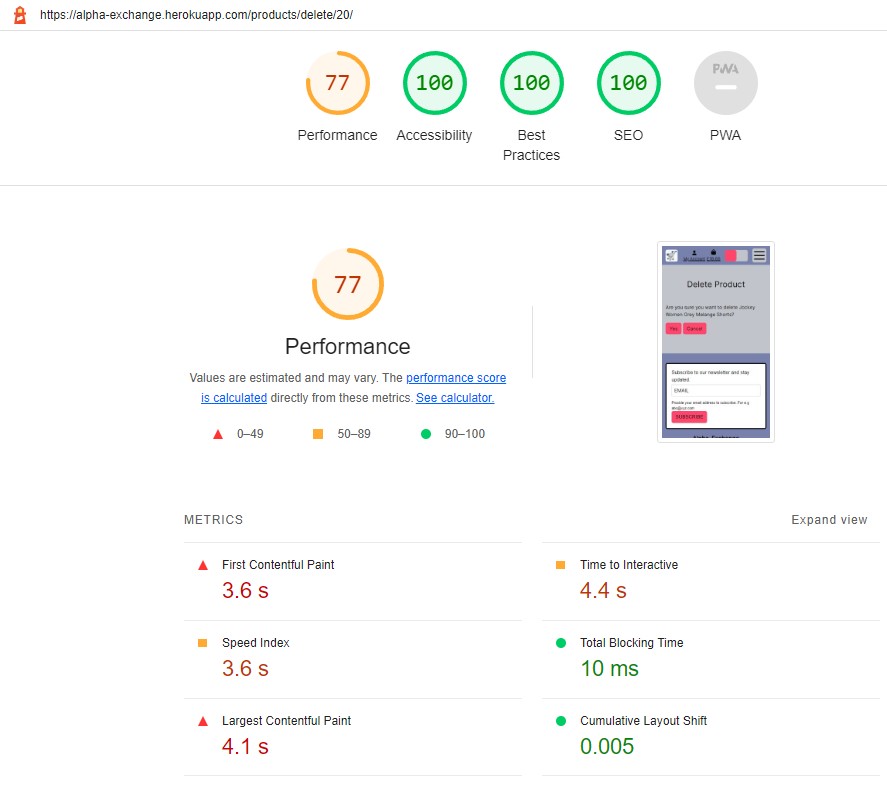 https://alpha-exchange.herokuapp.com/products/delete/20/
77
100
100
100
PWA
Performance
Accessibility
Best
Practices
SEO
PWA
77
Performance
Values are estimated and may vary. The performance score
is calculated directly from these metrics. See calculator.
0–49
50–89
90–100
Delete Product
Are you sure you want to delete Jersey
Women Grey Melange Shorts?
Yes
Cancel
Subscribe to our newsletter and stay
updated
EMAIL
SUBSCRIBE
Alpha Exchange
METRICS
Expand view
First Contentful Paint
3.6 s
Time to Interactive
4.4 s
Speed Index
3.6 s
Total Blocking Time
10 ms
Largest Contentful Paint
4.1 s
Cumulative Layout Shift
0.005